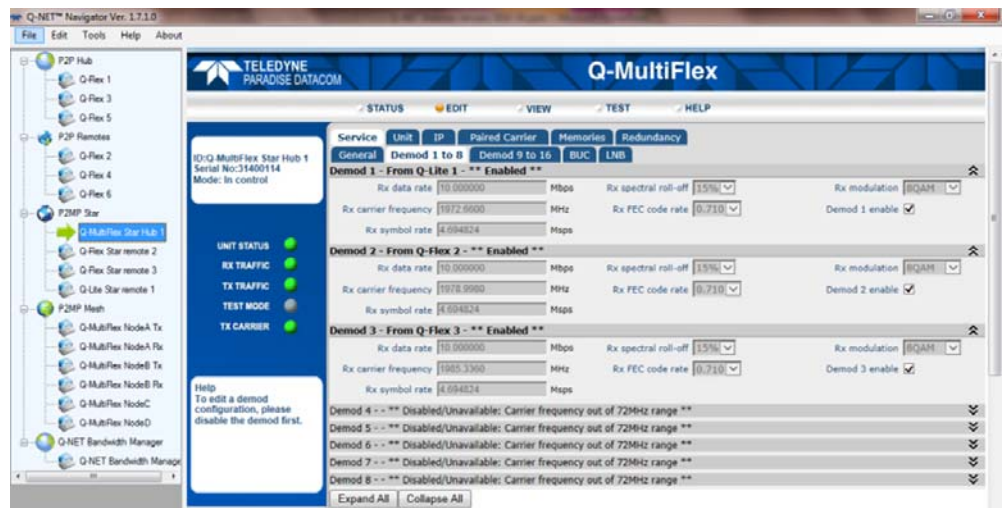 Q-NET™ Navigator Ver. 1.7.1.0
File Edit Tools Help About
P2P Hub
Q-Flex 1
Q-Flex 3
Q-Flex 5
P2P Remotes
Q-Flex 2
Q-Flex 4
Q-Flex 6
P2MP Star
Q-MultiFlex Star Hub 1
Q-Flex Star remote 2
Q-Flex Star remote 3
Q-Lite Star remote 1
P2MP Mesh
Q-MultiFlex NodeA Tx
Q-MultiFlex NodeA Rx
Q-MultiFlex NodeB Tx
Q-MultiFlex NodeB Rx
Q-MultiFlex NodeC
Q-MultiFlex NodeD
Q-NET Bandwidth Manager
Q-NET Bandwidth Manage
TELEDYNE
PARADISE DATACOM
Q-MultiFlex
STATUS EDIT VIEW TEST HELP
ID:Q-MultiFlex Star Hub 1
Serial No:31400114
Mode: In control
UNIT STATUS
RX TRAFFIC
TX TRAFFIC
TEST MODE
TX CARRIER
Help
To edit a demod
configuration, please
disable the demod first.
Service Unit IP Paired Carrier Memories Redundancy
General Demod 1 to 8 Demod 9 to 16 BUC LNB
Demod 1 - From Q-Lite 1 - ** Enabled **
Rx data rate 10.000000 Mbps Rx spectral roll-off 15% Rx modulation 8QAM
Rx carrier frequency 1972.6600 MHz Rx FEC code rate 0.710 Demod 1 enable
Rx symbol rate 4.694824 Msps
Demod 2 - From Q-Flex 2 - ** Enabled **
Rx data rate 10.000000 Mbps Rx spectral roll-off 15% Rx modulation 8QAM
Rx carrier frequency 1978.9980 MHz Rx FEC code rate 0.710 Demod 2 enable
Rx symbol rate 4.694824 Msps
Demod 3 - From Q-Flex 3 - ** Enabled **
Rx data rate 10.000000 Mbps Rx spectral roll-off 15% Rx modulation 8QAM
Rx carrier frequency 1985.3360 MHz Rx FEC code rate 0.710 Demod 3 enable
Rx symbol rate 4.694824 Msps
Demod 4 - - ** Disabled/Unavailable: Carrier frequency out of 72MHz range **
Demod 5 - - ** Disabled/Unavailable: Carrier frequency out of 72MHz range **
Demod 6 - - ** Disabled/Unavailable: Carrier frequency out of 72MHz range **
Demod 7 - - ** Disabled/Unavailable: Carrier frequency out of 72MHz range **
Demod 8 - - ** Disabled/Unavailable: Carrier frequency out of 72MHz range **
Expand All Collapse All